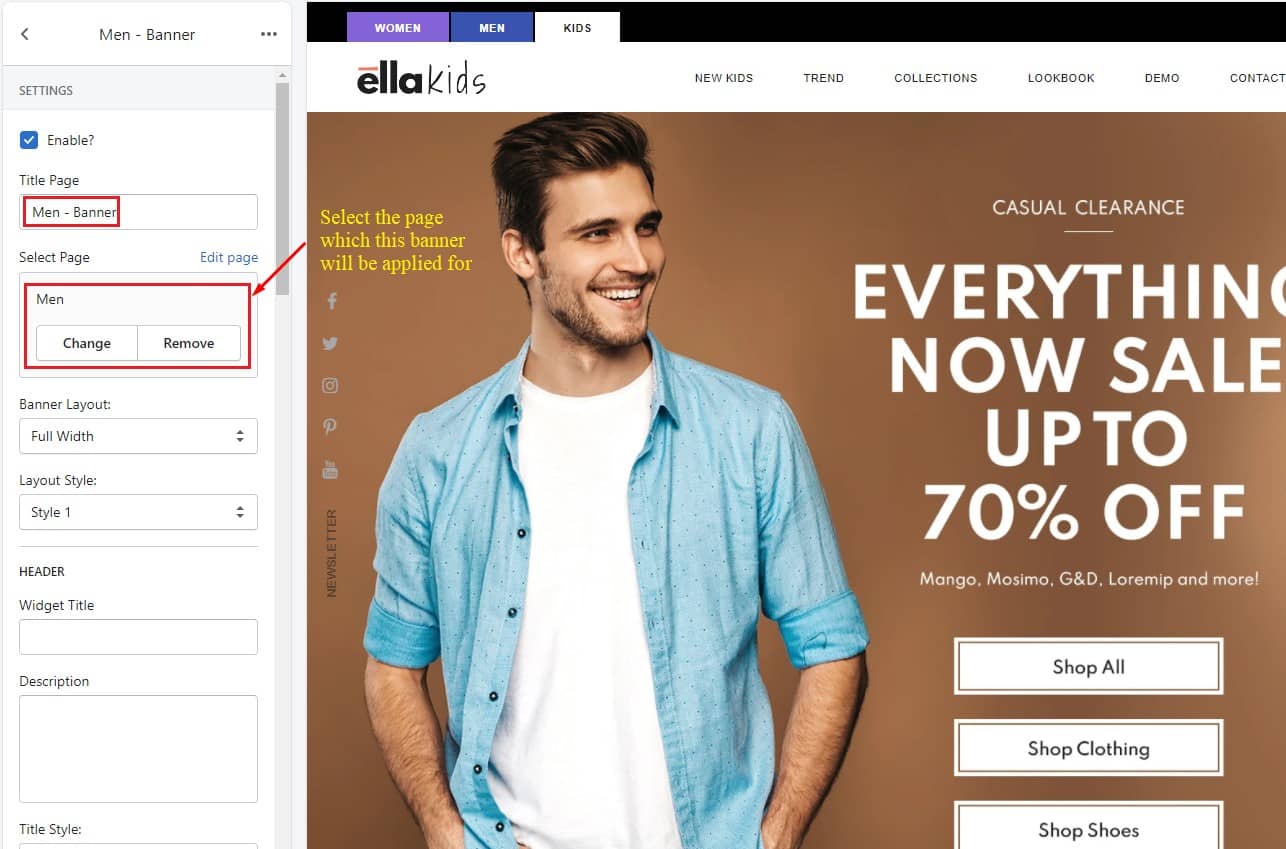 Men - Banner
SETTINGS
Enable?
Title Page
Men - Banner
Select Page Edit page
Men
Change Remove
Banner Layout:
Full Width
Layout Style:
Style 1
HEADER
Widget Title
Description
Title Style:
WOMEN MEN KIDS
ella kids
NEW KIDS TREND COLLECTIONS LOOKBOOK DEMO CONTACT
Select the page
which this banner
will be applied for
NEWSLETTER
CASUAL CLEARANCE
EVERYTHING
NOW SALE
UP TO
70% OFF
Mango, Mosimo, G&D, Loremip and more!
Shop All
Shop Clothing
Shop Shoes